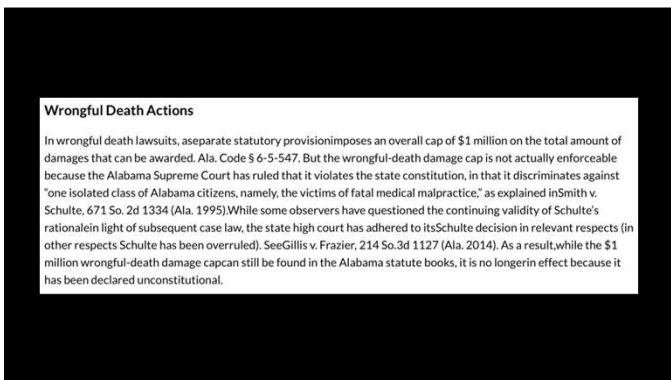 Wrongful Death Actions
In wrongful death lawsuits, aseparate statutory provisionimposes an overall cap of $1 million on the total amount of
damages that can be awarded. Ala. Code § 6-5-547. But the wrongful-death damage cap is not actually enforceable
because the Alabama Supreme Court has ruled that it violates the state constitution, in that it discriminates against
"one isolated class of Alabama citizens, namely, the victims of fatal medical malpractice," as explained inSmith v.
Schulte, 671 So. 2d 1334 (Ala. 1995).While some observers have questioned the continuing validity of Schulte's
rationalein light of subsequent case law, the state high court has adhered to itsSchulte decision in relevant respects (in
other respects Schulte has been overruled). SeeGillis v. Frazier, 214 So.3d 1127 (Ala. 2014). As a result,while the $1
million wrongful-death damage capcan still be found in the Alabama statute books, it is no longerin effect because it
has been declared unconstitutional.